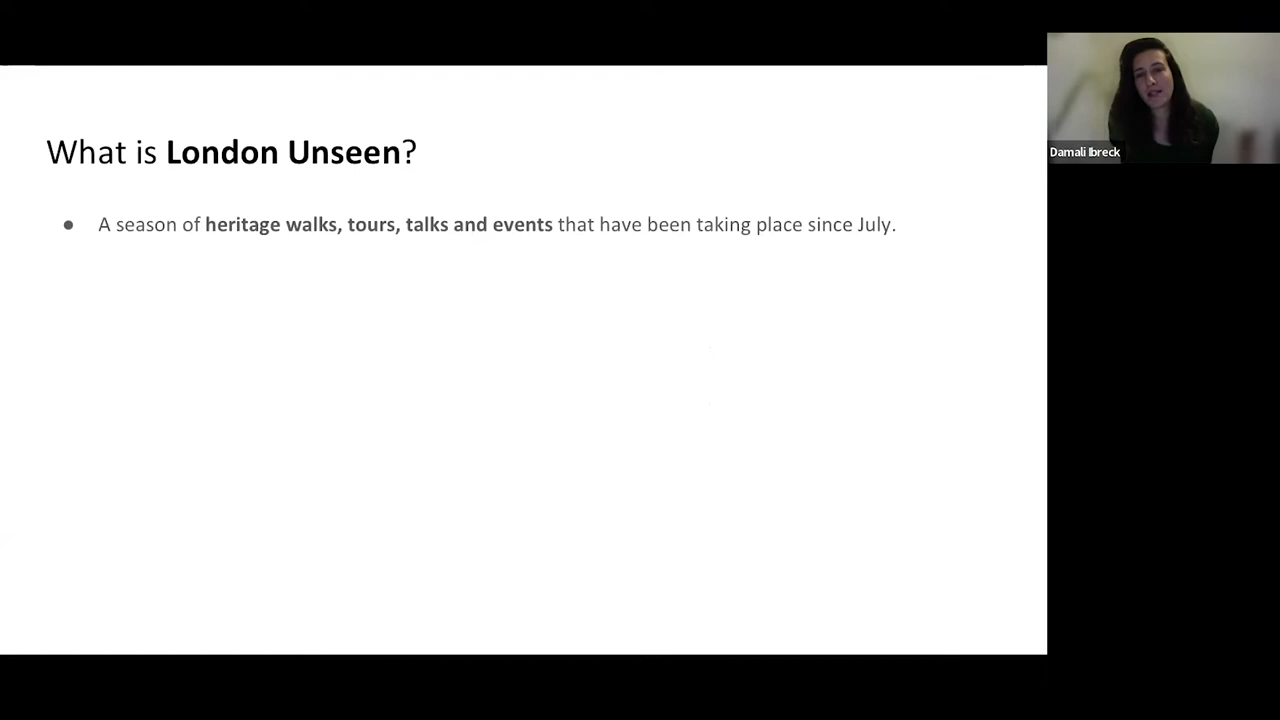 What is London Unseen?
● A season of heritage walks, tours, talks and events that have been taking place since July.
Damali Ibreck